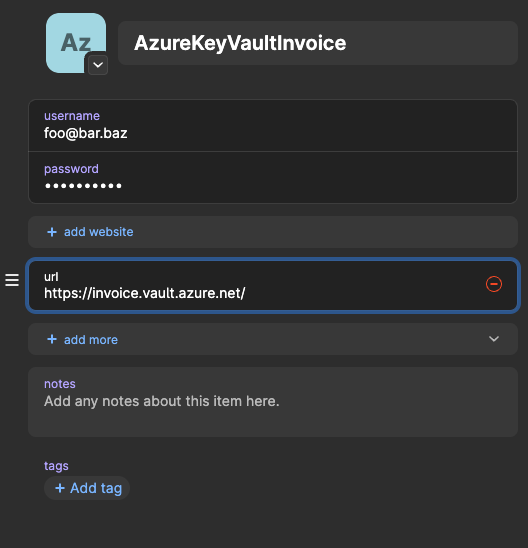 Az
AzureKeyVaultInvoice
username
foo@bar.baz
password
••••••••••
+ add website
url
https://invoice.vault.azure.net/
+ add more
notes
Add any notes about this item here.
tags
+ Add tag